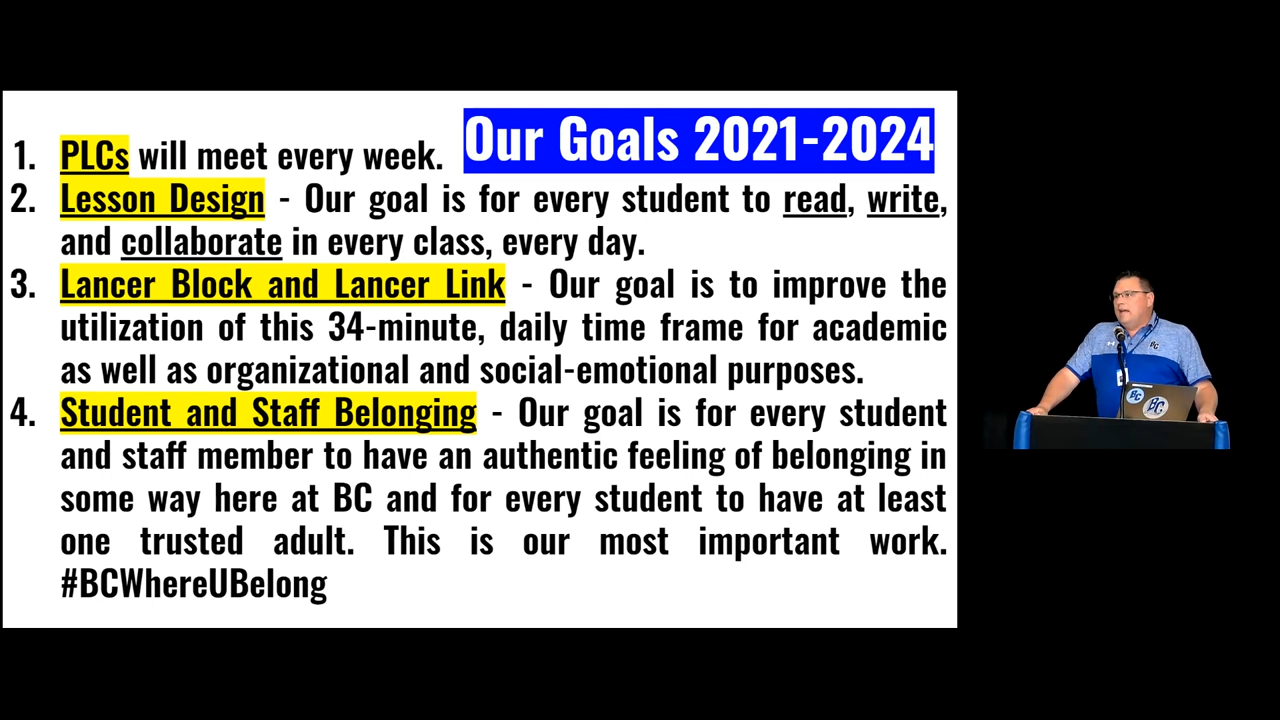 Our Goals 2021-2024
1. PLCs will meet every week.
2. Lesson Design - Our goal is for every student to read, write,
and collaborate in every class, every day.
3. Lancer Block and Lancer Link - Our goal is to improve the
utilization of this 34-minute, daily time frame for academic
as well as organizational and social-emotional purposes.
4. Student and Staff Belonging - Our goal is for every student
and staff member to have an authentic feeling of belonging in
some way here at BC and for every student to have at least
one trusted adult. This is our most important work.
#BCWhereUBelong
BC
BC
BC